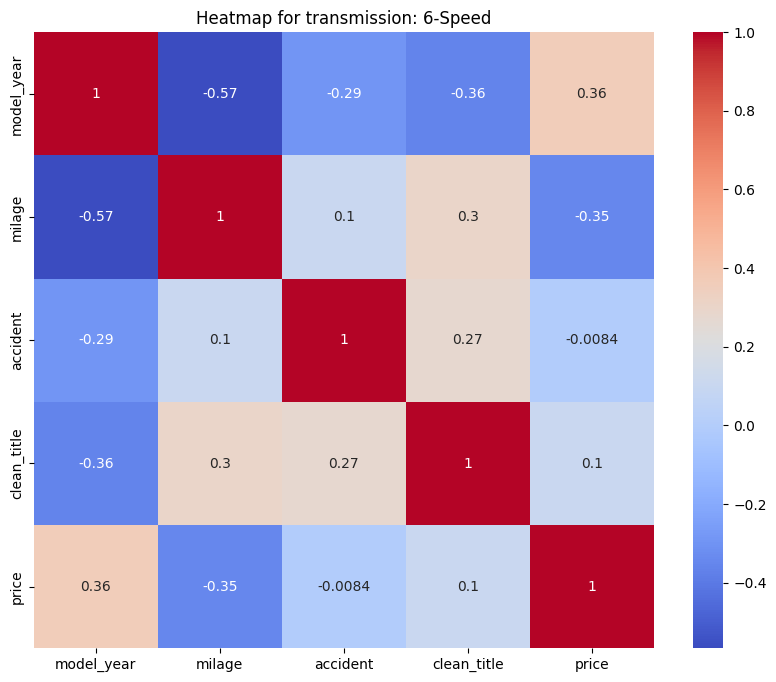 Heatmap for transmission: 6-Speed
model_year 1 -0.57 -0.29 -0.36 0.36
milage -0.57 1 0.1 0.3 -0.35
accident -0.29 0.1 1 0.27 -0.0084
clean_title -0.36 0.3 0.27 1 0.1
price 0.36 -0.35 -0.0084 0.1 1
model_year milage accident clean_title price
1.0
0.8
0.6
0.4
0.2
0.0
−0.2
−0.4